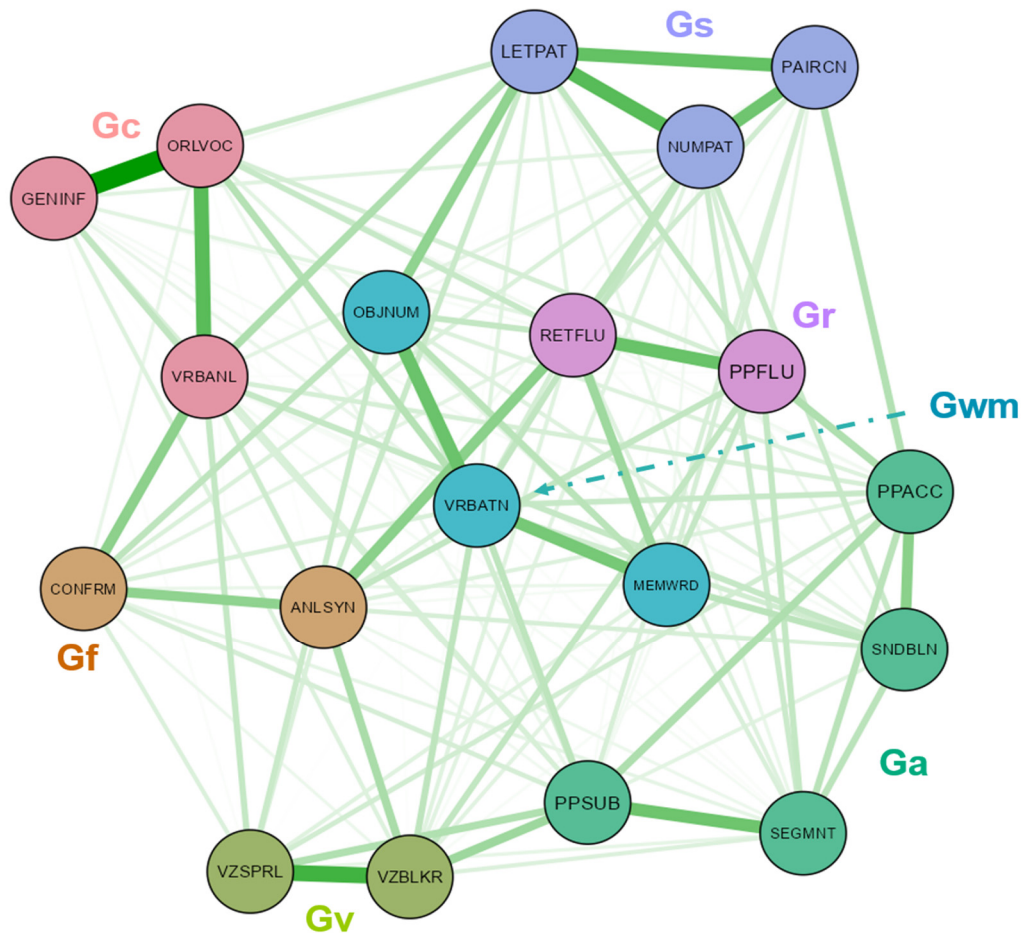 Gs
LETPAT
PAIRCN
Gc
ORLVOC
NUMPAT
GENINF
OBJNUM
RETFLU
Gr
VRBANL
PPFLU
Gwm
VRBATN
PPACC
CONFRM
ANLSYN
MEMWRD
Gf
SNDBLN
Ga
PPSUB
SEGMNT
VZSPRL
VZBLKR
Gv